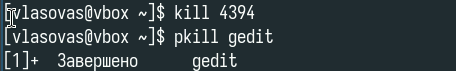 [vlasovas@vbox ~]$ kill 4394
[vlasovas@vbox ~]$ pkill gedit
[1]+  Завершено      gedit